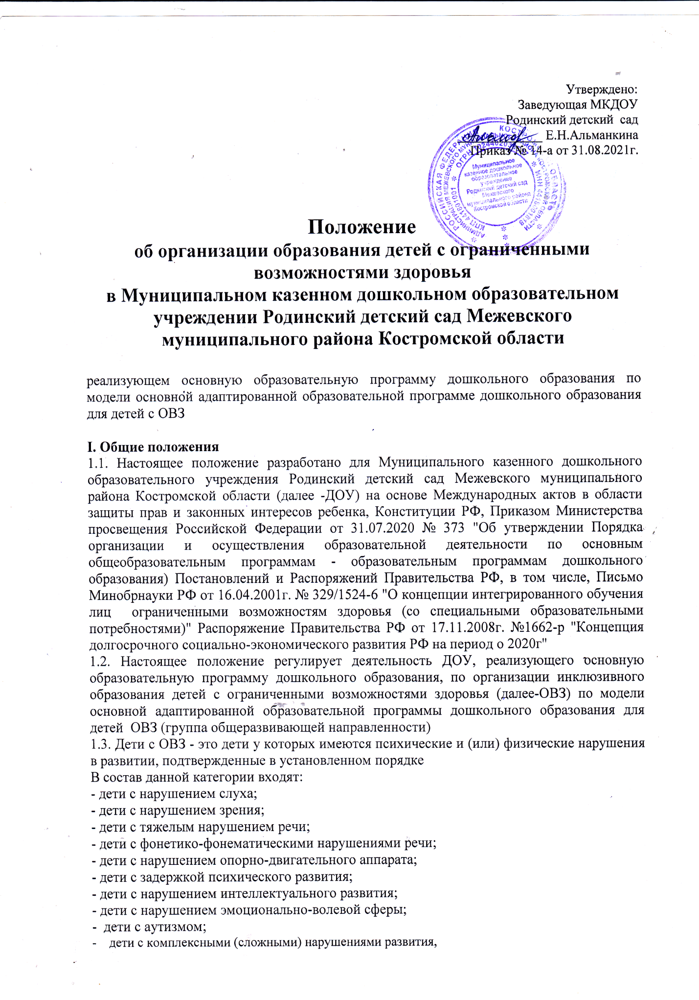 Утверждено:
Заведующая МКДОУ
Родинский детский сад
Е.Н.Альманкина
Приказ № 14-а от 31.08.2021г.
РОССИЙСКАЯ ФЕДЕРАЦИЯ
Муниципальное
казенное дошкольное
образовательное
учреждение
Родинский детский сад
Межевского
муниципального района
Костромской области
Положение
об организации образования детей с ограниченными
возможностями здоровья
в Муниципальном казенном дошкольном образовательном
учреждении Родинский детский сад Межевского
муниципального района Костромской области
реализующем основную образовательную программу дошкольного образования по
модели основной адаптированной образовательной программе дошкольного образования
для детей с ОВЗ
I. Общие положения
1.1. Настоящее положение разработано для Муниципального казенного дошкольного
образовательного учреждения Родинский детский сад Межевского муниципального
района Костромской области (далее -ДОУ) на основе Международных актов в области
защиты прав и законных интересов ребенка, Конституции РФ, Приказом Министерства
просвещения Российской Федерации от 31.07.2020 № 373 "Об утверждении Порядка
организации и осуществления образовательной деятельности по основным
общеобразовательным программам - образовательным программам дошкольного
образования) Постановлений и Распоряжений Правительства РФ, в том числе, Письмо
Минобрнауки РФ от 16.04.2001г. № 329/1524-6 "О концепции интегрированного обучения
лиц ограниченными возможностям здоровья (со специальными образовательными
потребностями)" Распоряжение Правительства РФ от 17.11.2008г. №1662-р "Концепция
долгосрочного социально-экономического развития РФ на период о 2020г"
1.2. Настоящее положение регулирует деятельность ДОУ, реализующего основную
образовательную программу дошкольного образования, по организации инклюзивного
образования детей с ограниченными возможностями здоровья (далее-ОВЗ) по модели
основной адаптированной образовательной программы дошкольного образования для
детей ОВЗ (группа общеразвивающей направленности)
1.3. Дети с ОВЗ - это дети у которых имеются психические и (или) физические нарушения
в развитии, подтвержденные в установленном порядке
В состав данной категории входят:
- дети с нарушением слуха;
- дети с нарушением зрения;
- дети с тяжелым нарушением речи;
- дети с фонетико-фонематическими нарушениями речи;
- дети с нарушением опорно-двигательного аппарата;
- дети с задержкой психического развития;
- дети с нарушением интеллектуального развития;
- дети с нарушением эмоционально-волевой сферы;
- дети с аутизмом;
- дети с комплексными (сложными) нарушениями развития,